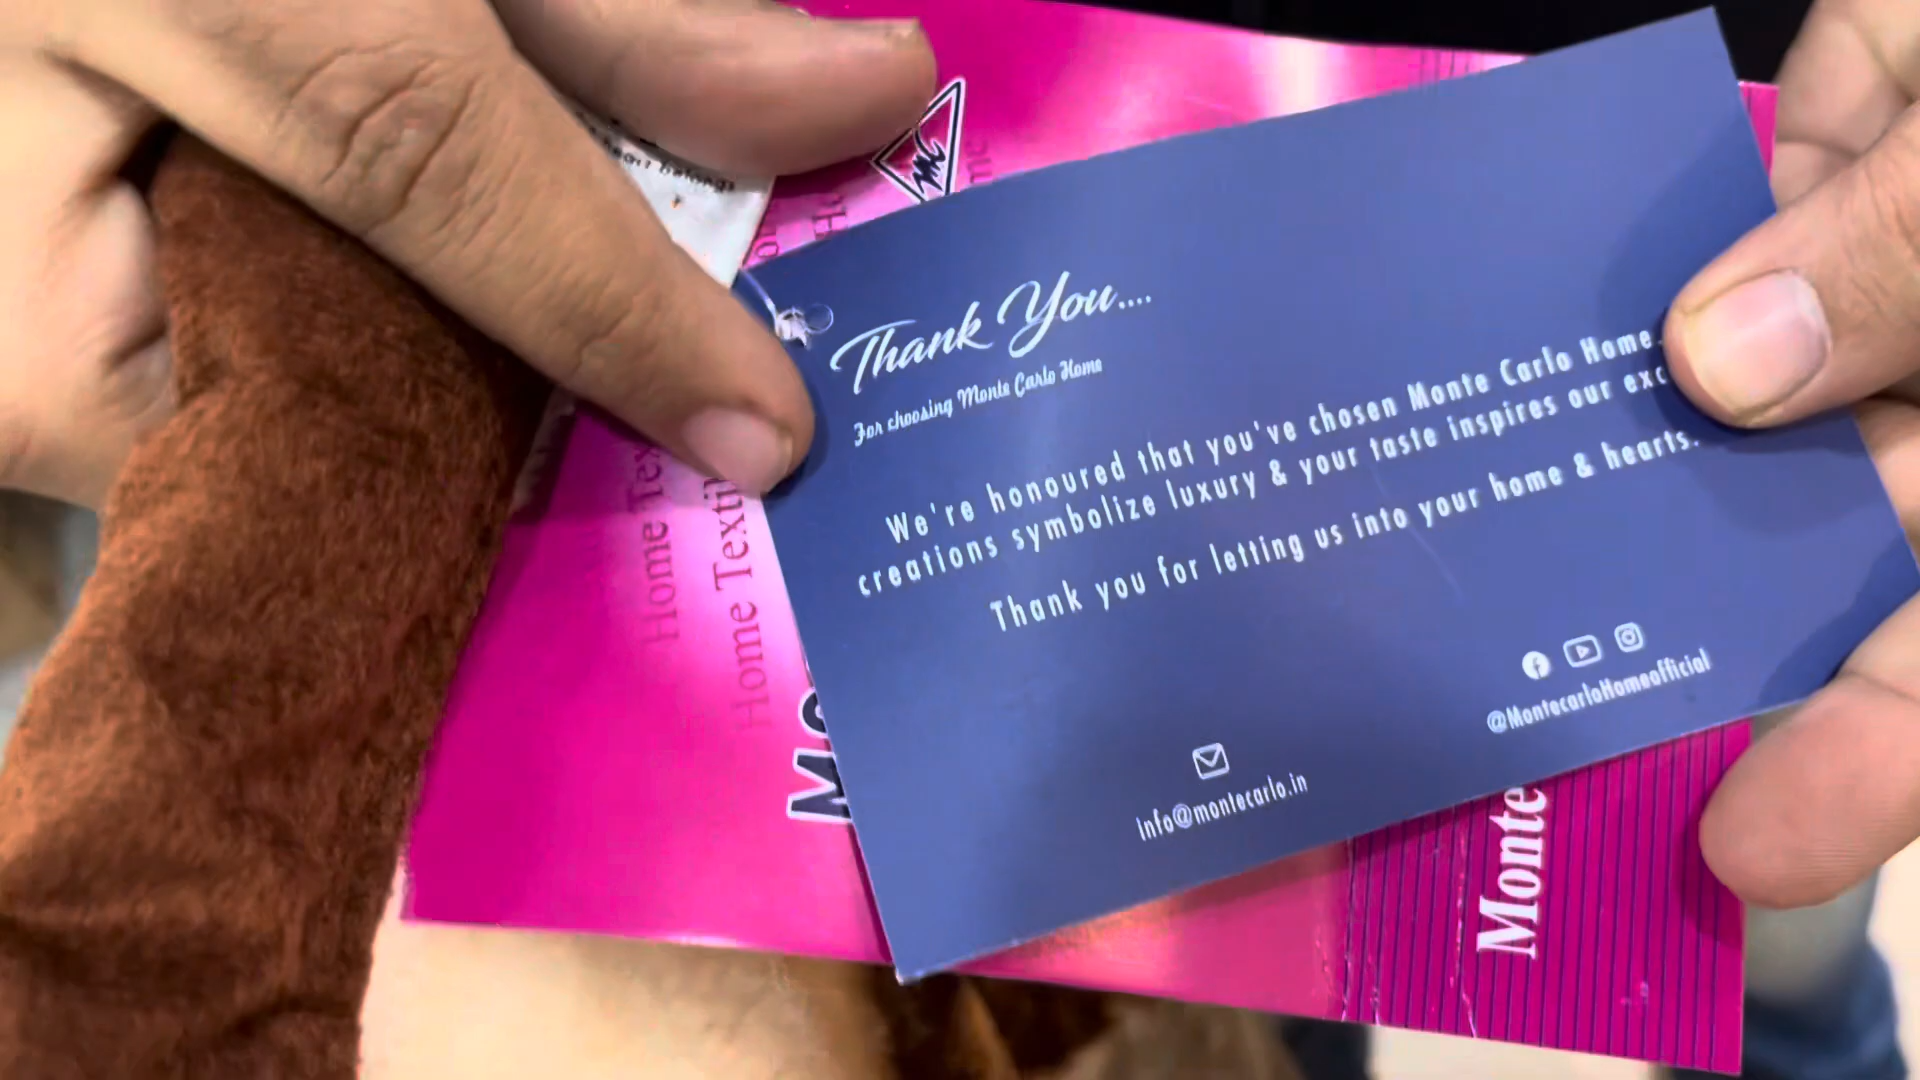 belongs
Thank You....
For choosing Monte Carlo Home
We're honoured that you've chosen Monte Carlo Home.
creations symbolize luxury & your taste inspires our
Thank you for letting us into your home & hearts.
@MontecarloHomeofficial
info@montecarlo.in
Home
Home
Monte